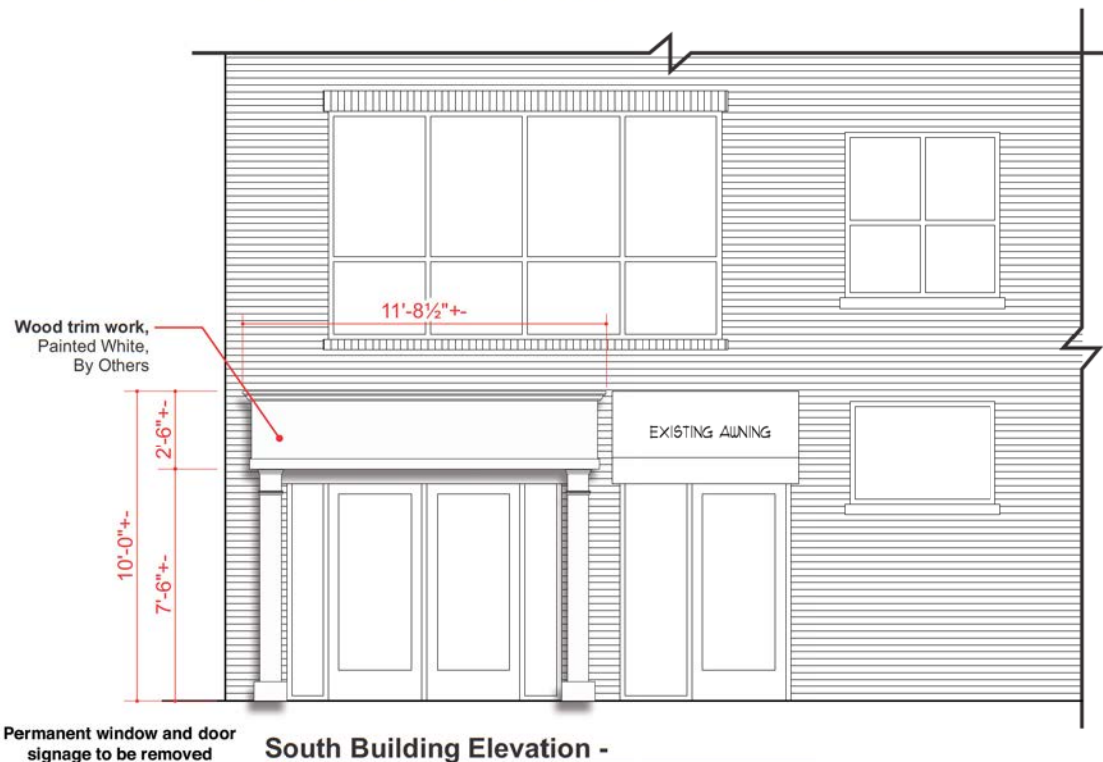 11'-8½"+-
Wood trim work,
Painted White,
By Others
2'-6"+-
EXISTING AWNING
10'-0"+-
7'-6"+-
Permanent window and door
signage to be removed
South Building Elevation -